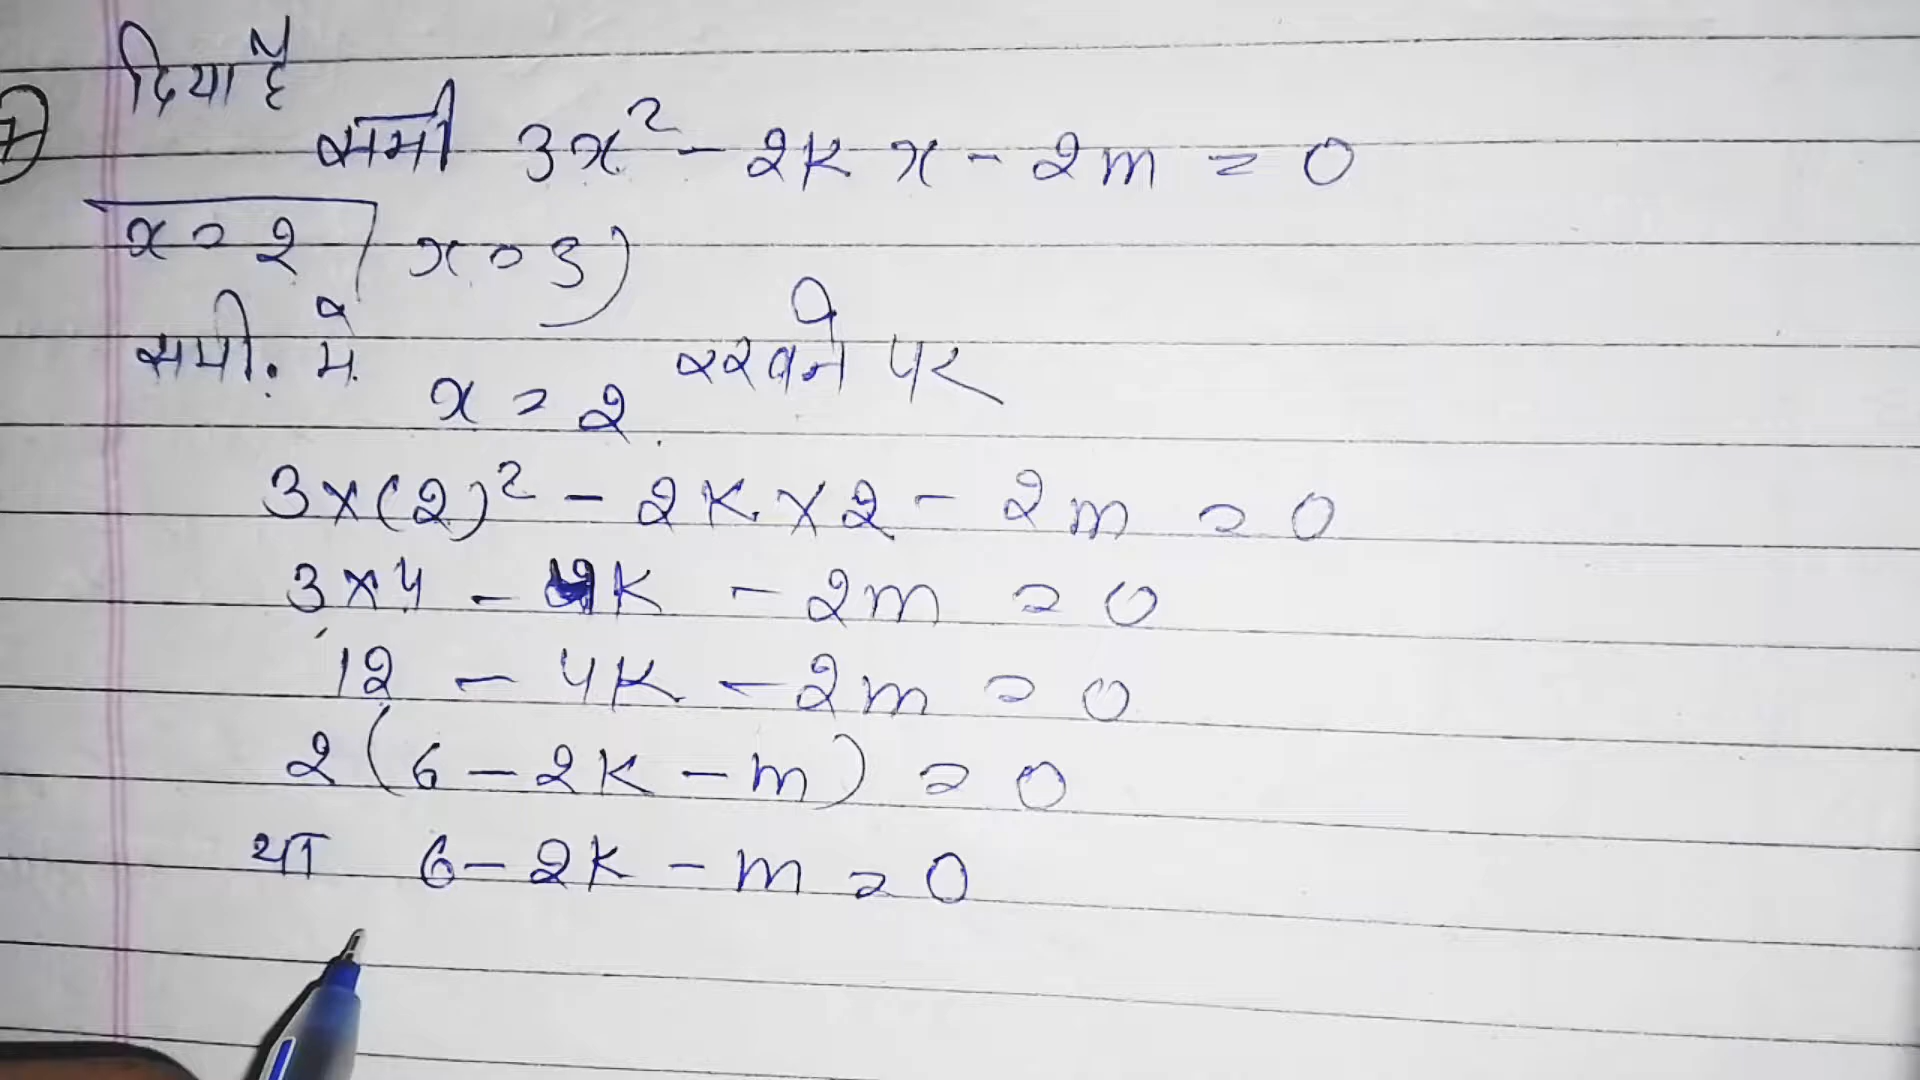 दिया है
7 समी 3x² - 2K x - 2m = 0
x = 2 / x = 3)
समी. में x = 2 रखने पर
3×(2)² - 2K × 2 - 2m = 0
3×4 - 4K - 2m = 0
12 - 4K - 2m = 0
2(6 - 2K - m) = 0
या 6 - 2K - m = 0